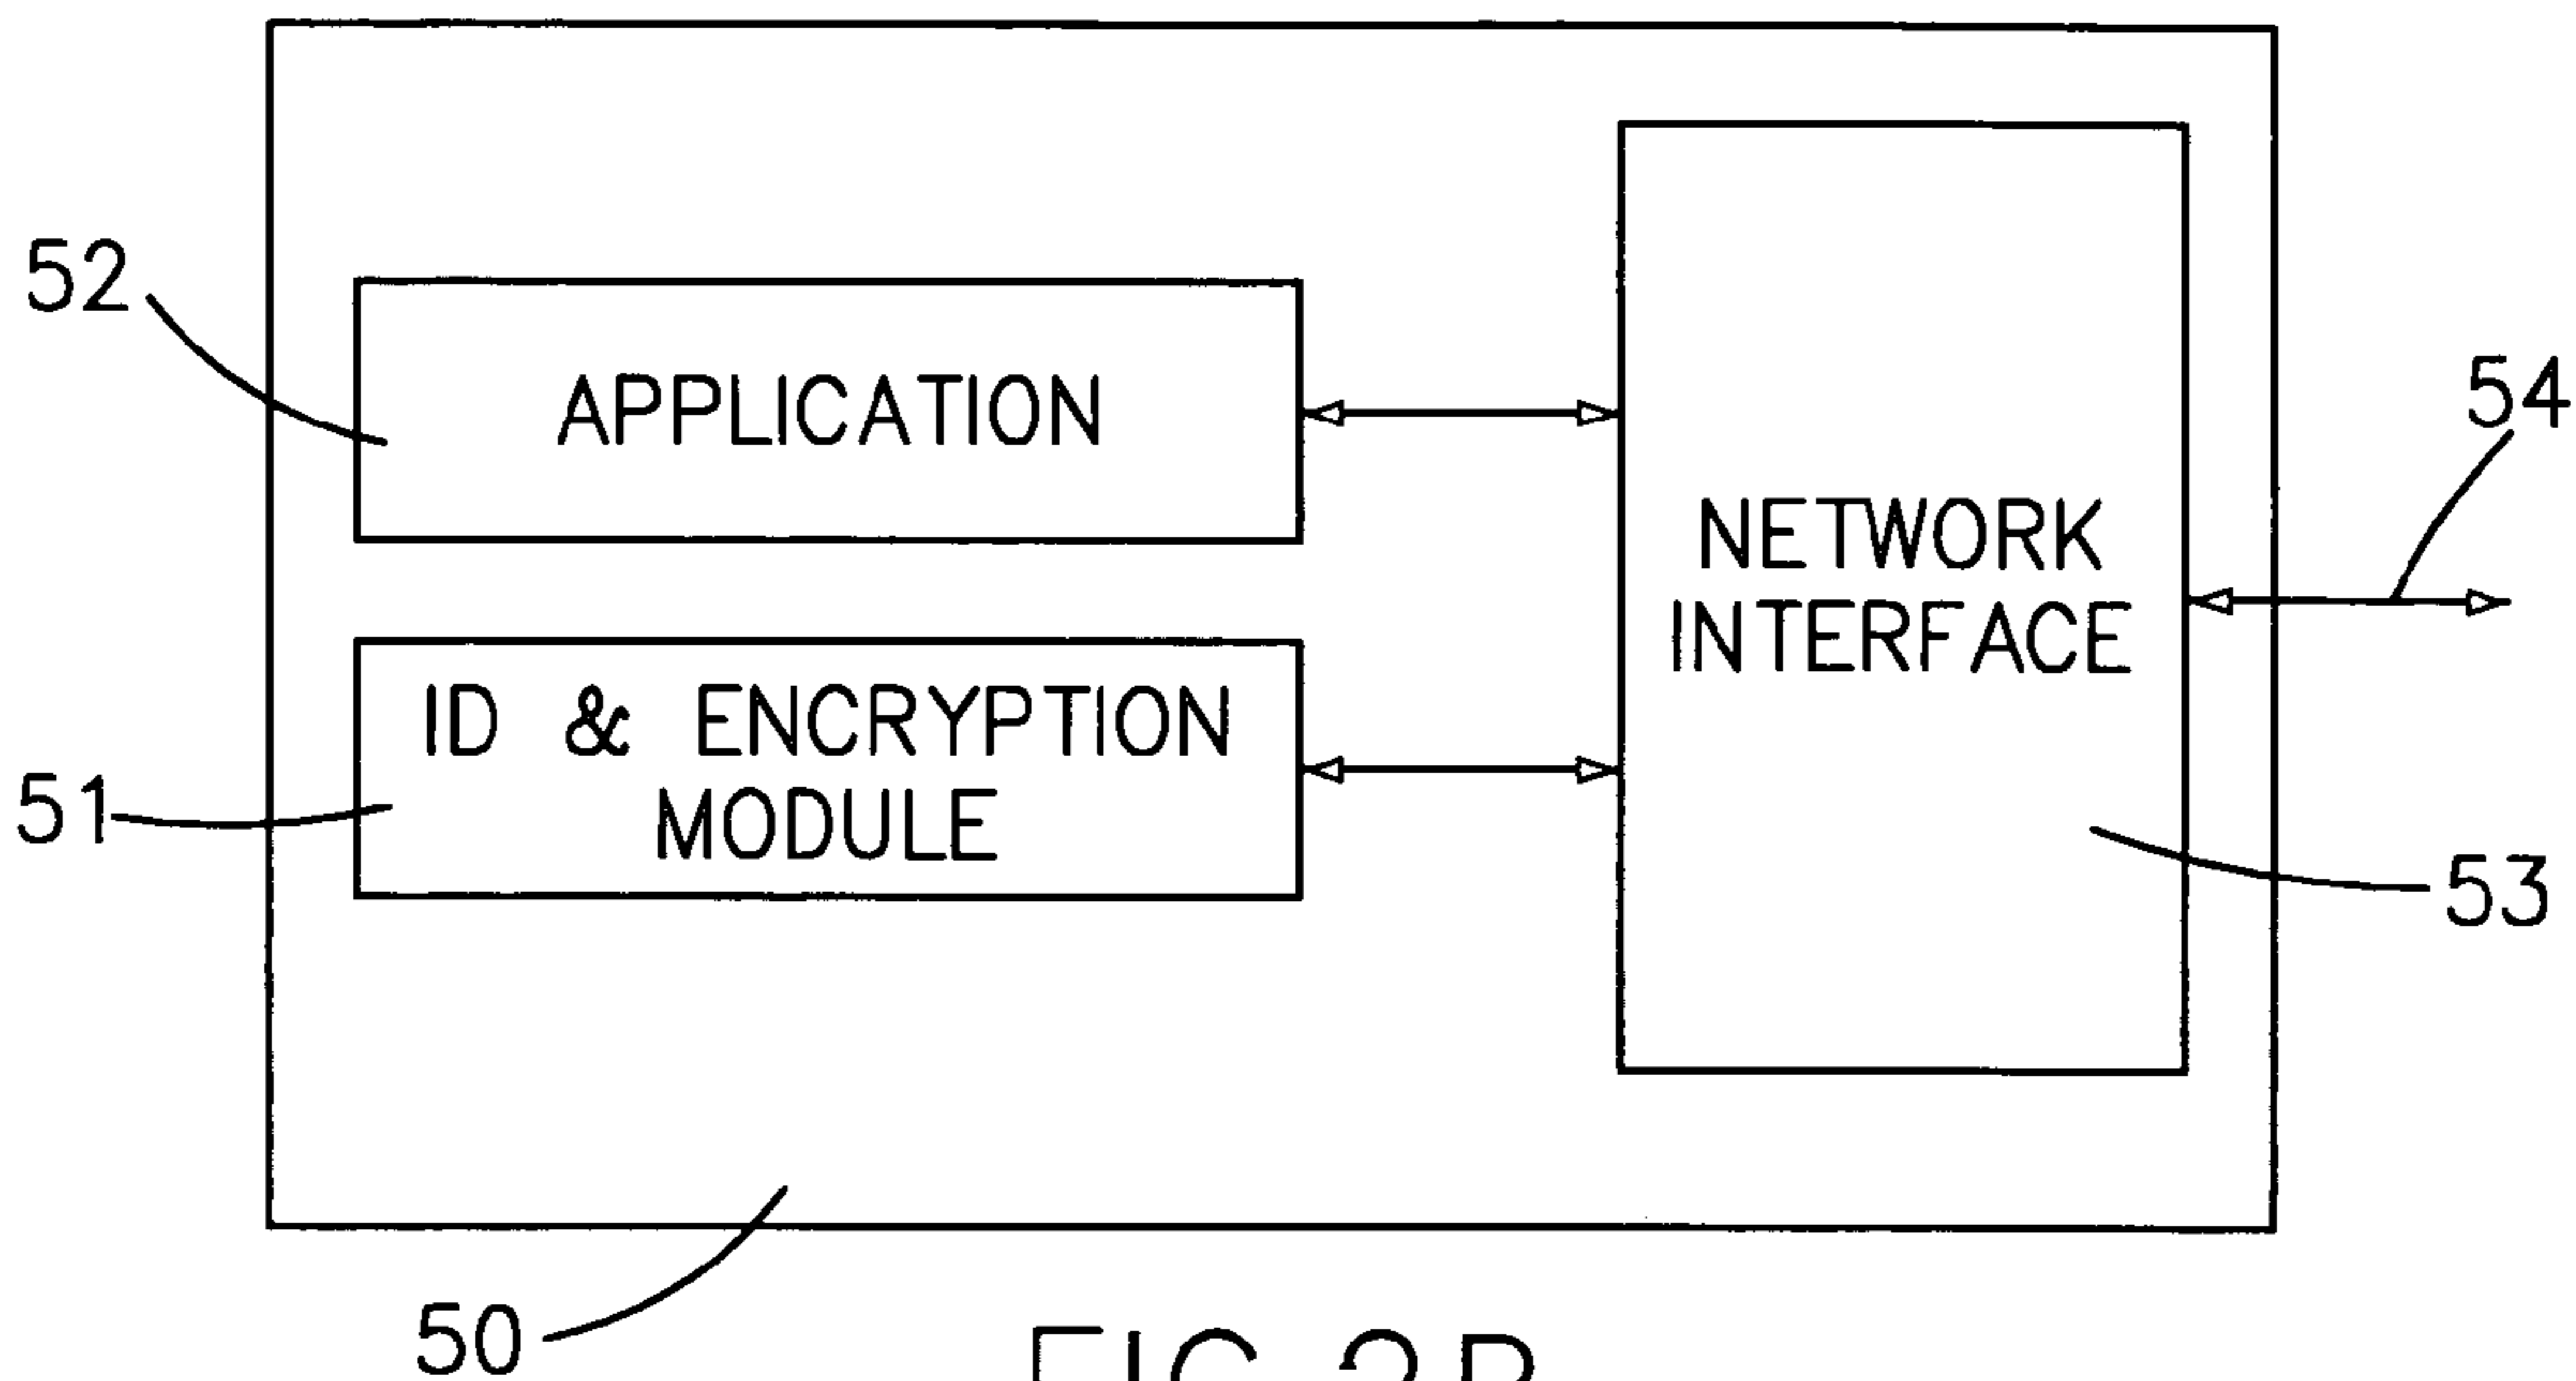 52
APPLICATION
54
NETWORK
INTERFACE
ID & ENCRYPTION
MODULE
51
53
50